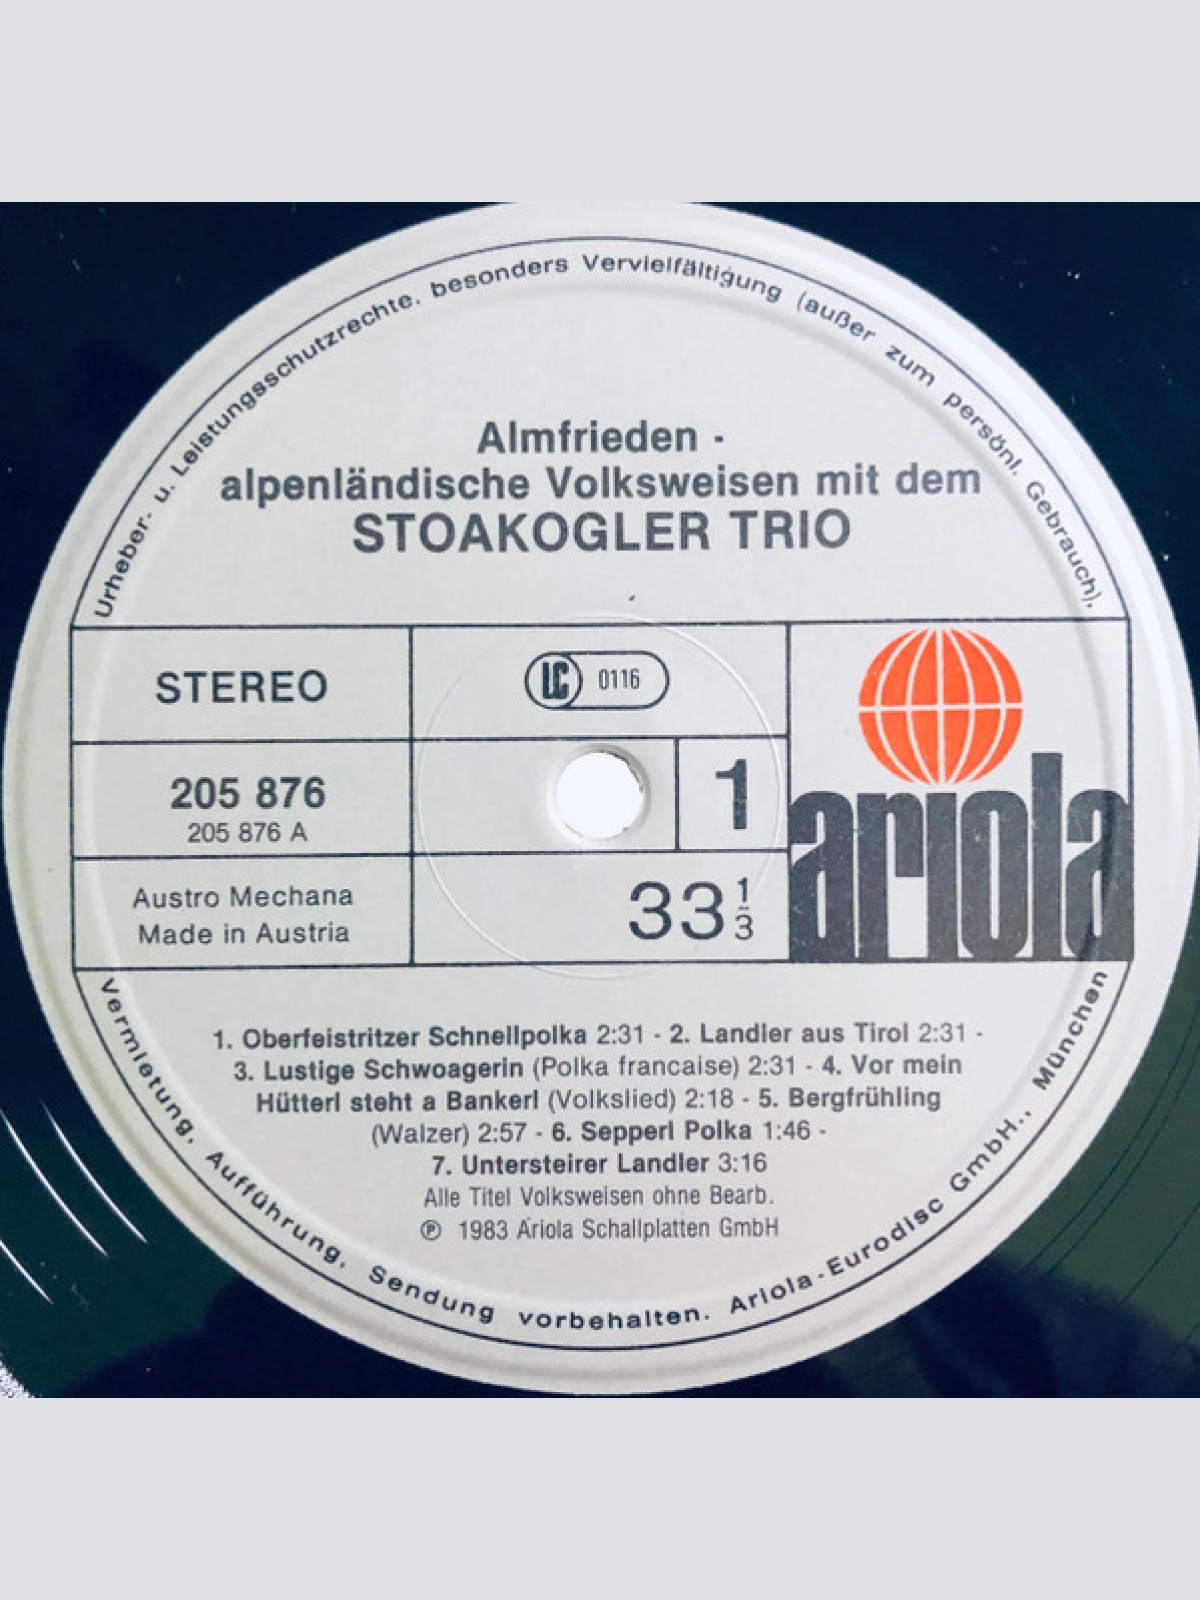 Urheber- u. Leistungsschutzrechte, besonders Vervielfältigung (außer zum persönl. Gebrauch),
Almfrieden -
alpenländische Volksweisen mit dem
STOAKOGLER TRIO
STEREO
LC 0116
205 876
205 876 A
1
ariola
Austro Mechana
Made in Austria
33 1/3
1. Oberfeistritzer Schnellpolka 2:31 - 2. Landler aus Tirol 2:31 -
3. Lustige Schwoagerin (Polka francaise) 2:31 - 4. Vor mein
Hütterl steht a Bankerl (Volkslied) 2:18 - 5. Bergfrühling
(Walzer) 2:57 - 6. Sepperl Polka 1:46 -
7. Untersteirer Landler 3:16
Alle Titel Volksweisen ohne Bearb.
℗ 1983 Ariola Schallplatten GmbH
Vermietung, Aufführung, Sendung vorbehalten. Ariola-Eurodisc GmbH., München